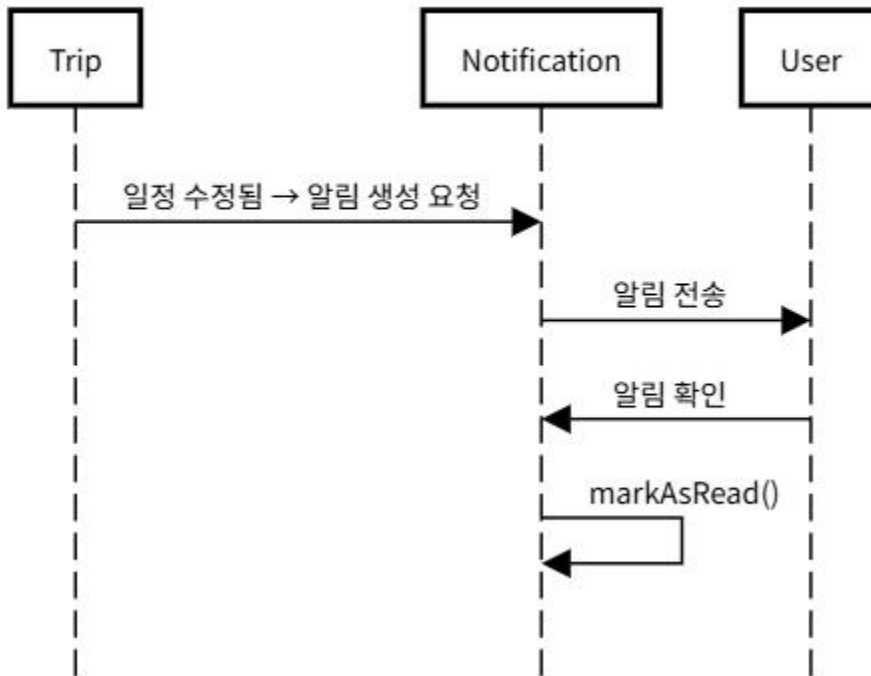 Trip
Notification
User
일정 수정됨 → 알림 생성 요청
알림 전송
알림 확인
markAsRead()